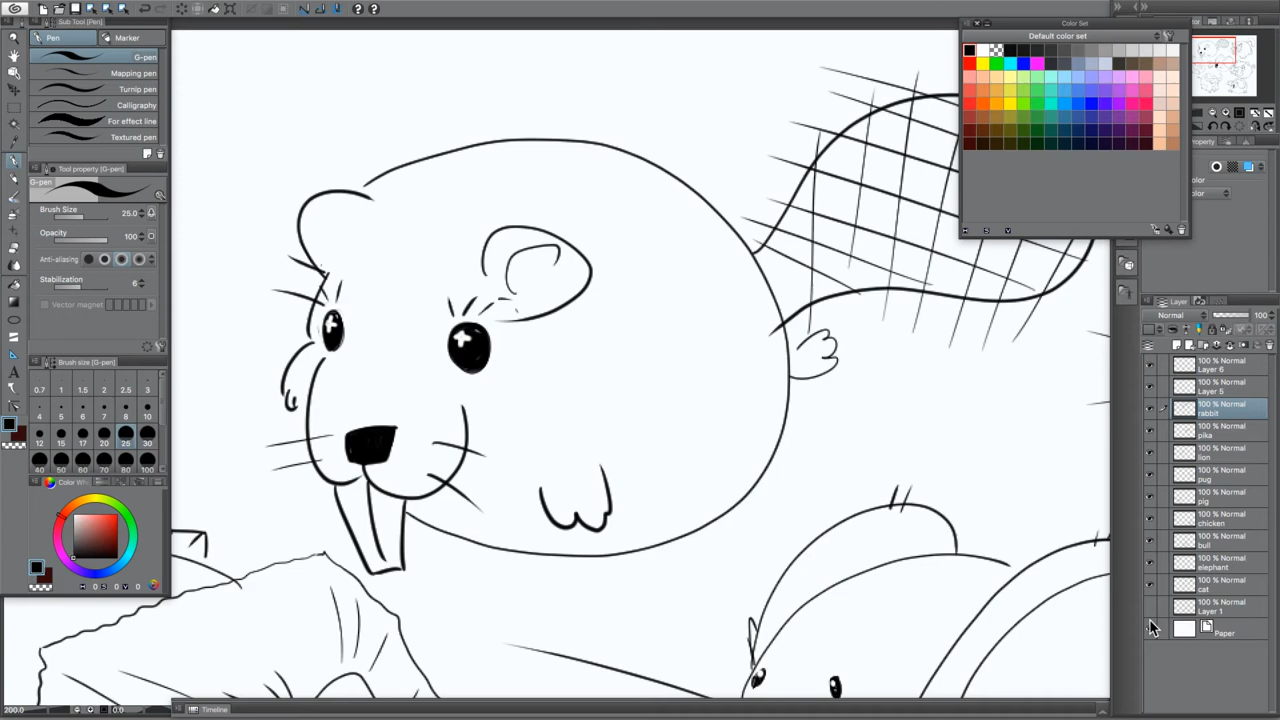 Sub Tool [Pen]
Pen
Marker
G-pen
Mapping pen
Turnip pen
Calligraphy
For effect line
Textured pen
Tool property [G-pen]
G-pen
Brush Size 25.0
Opacity 100
Anti-aliasing
Stabilization 6
Vector magnet
Brush size [G-pen]
0.7 1 1.5 2 2.5 3
4 5 6 7 8 10
12 15 17 20 25 30
40 50 60 70 80 100
Color Wh
H 0 S 0 V 0
200.0
0.0
Timeline
Color Set
Default color set
H S V
Property
olor
Layer
Normal 100
100 % Normal
Layer 6
100 % Normal
Layer 5
100 % Normal
rabbit
100 % Normal
pika
100 % Normal
lion
100 % Normal
pug
100 % Normal
pig
100 % Normal
chicken
100 % Normal
bull
100 % Normal
elephant
100 % Normal
cat
100 % Normal
Layer 1
Paper